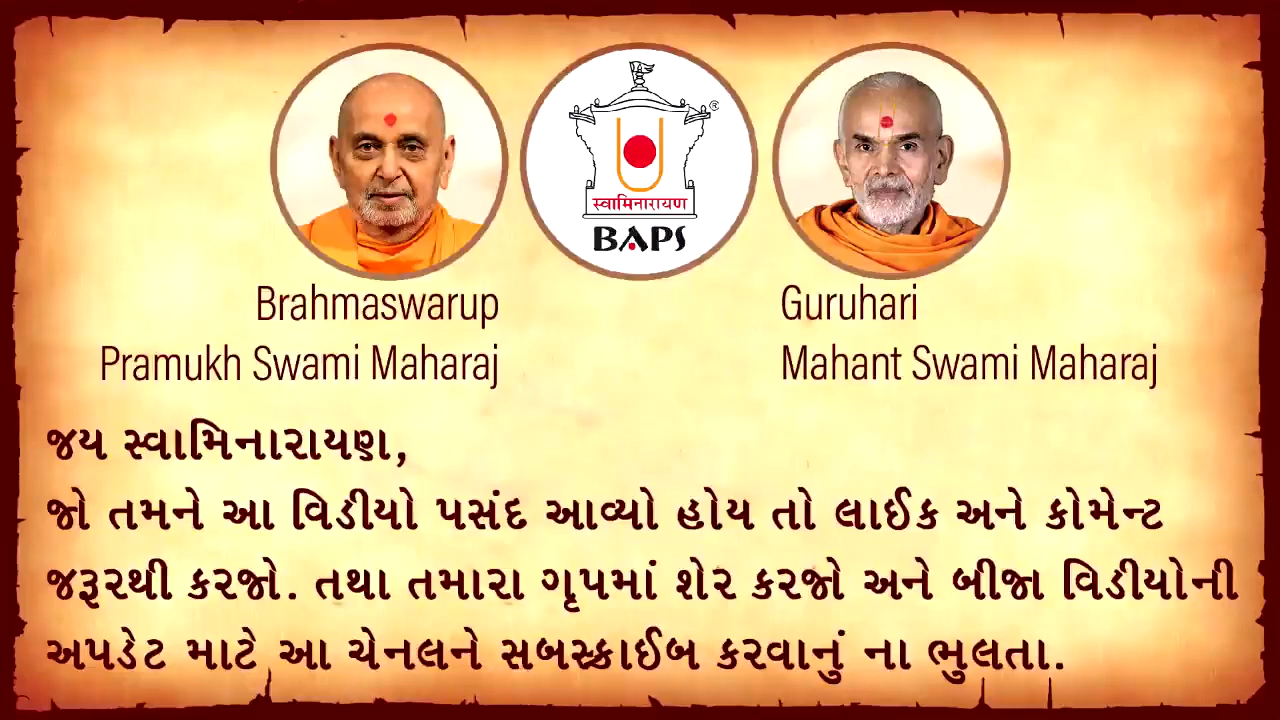 स्वामिनारायण
BAPS
Brahmaswarup
Pramukh Swami Maharaj
Guruhari
Mahant Swami Maharaj
જય સ્વામિનારાયણ,
જો તમને આ વિડીયો પસંદ આવ્યો હોય તો લાઈક અને કોમેન્ટ
જરૂરથી કરજો. તથા તમારા ગૃપમાં શેર કરજો અને બીજા વિડીયોની
અપડેટ માટે આ ચેનલને સબસ્ક્રાઈબ કરવાનું ના ભુલતા.